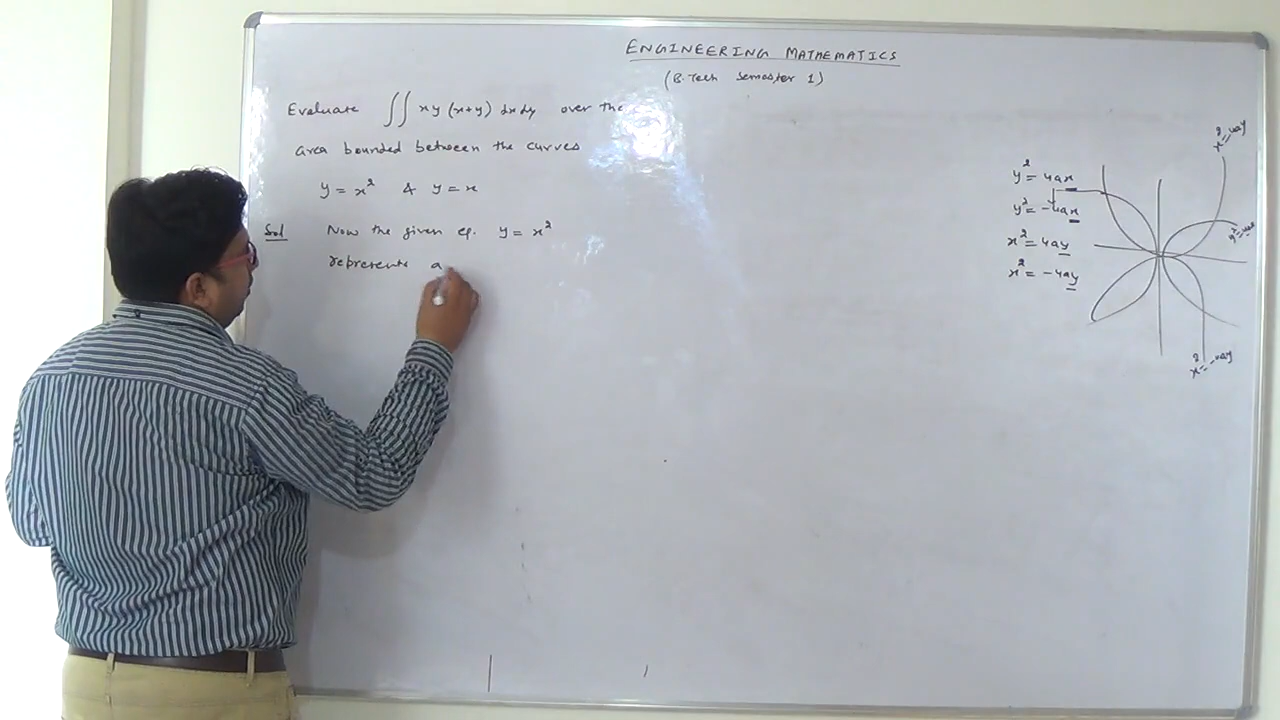 ENGINEERING MATHEMATICS
(B.Tech Semester 1)
Evaluate ∬ xy (x+y) dx dy over the
area bounded between the curves
y = x² & y = x
Sol Now the given eq. y = x²
represents a
y² = 4ax
y² = -4ax
x² = 4ay
x² = -4ay
x² = 4ay
y² = 4ax
x² = -4ay